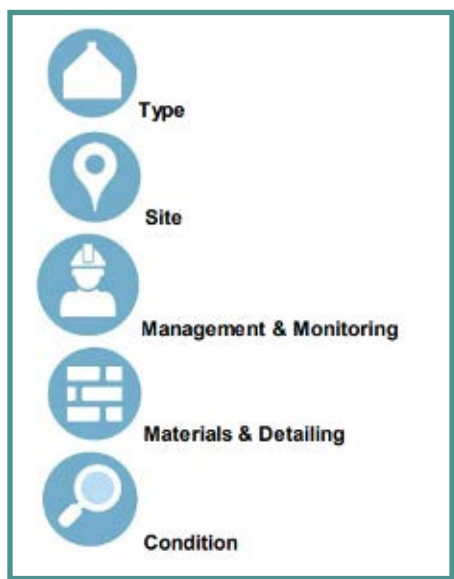 Type
Site
Management & Monitoring
Materials & Detailing
Condition